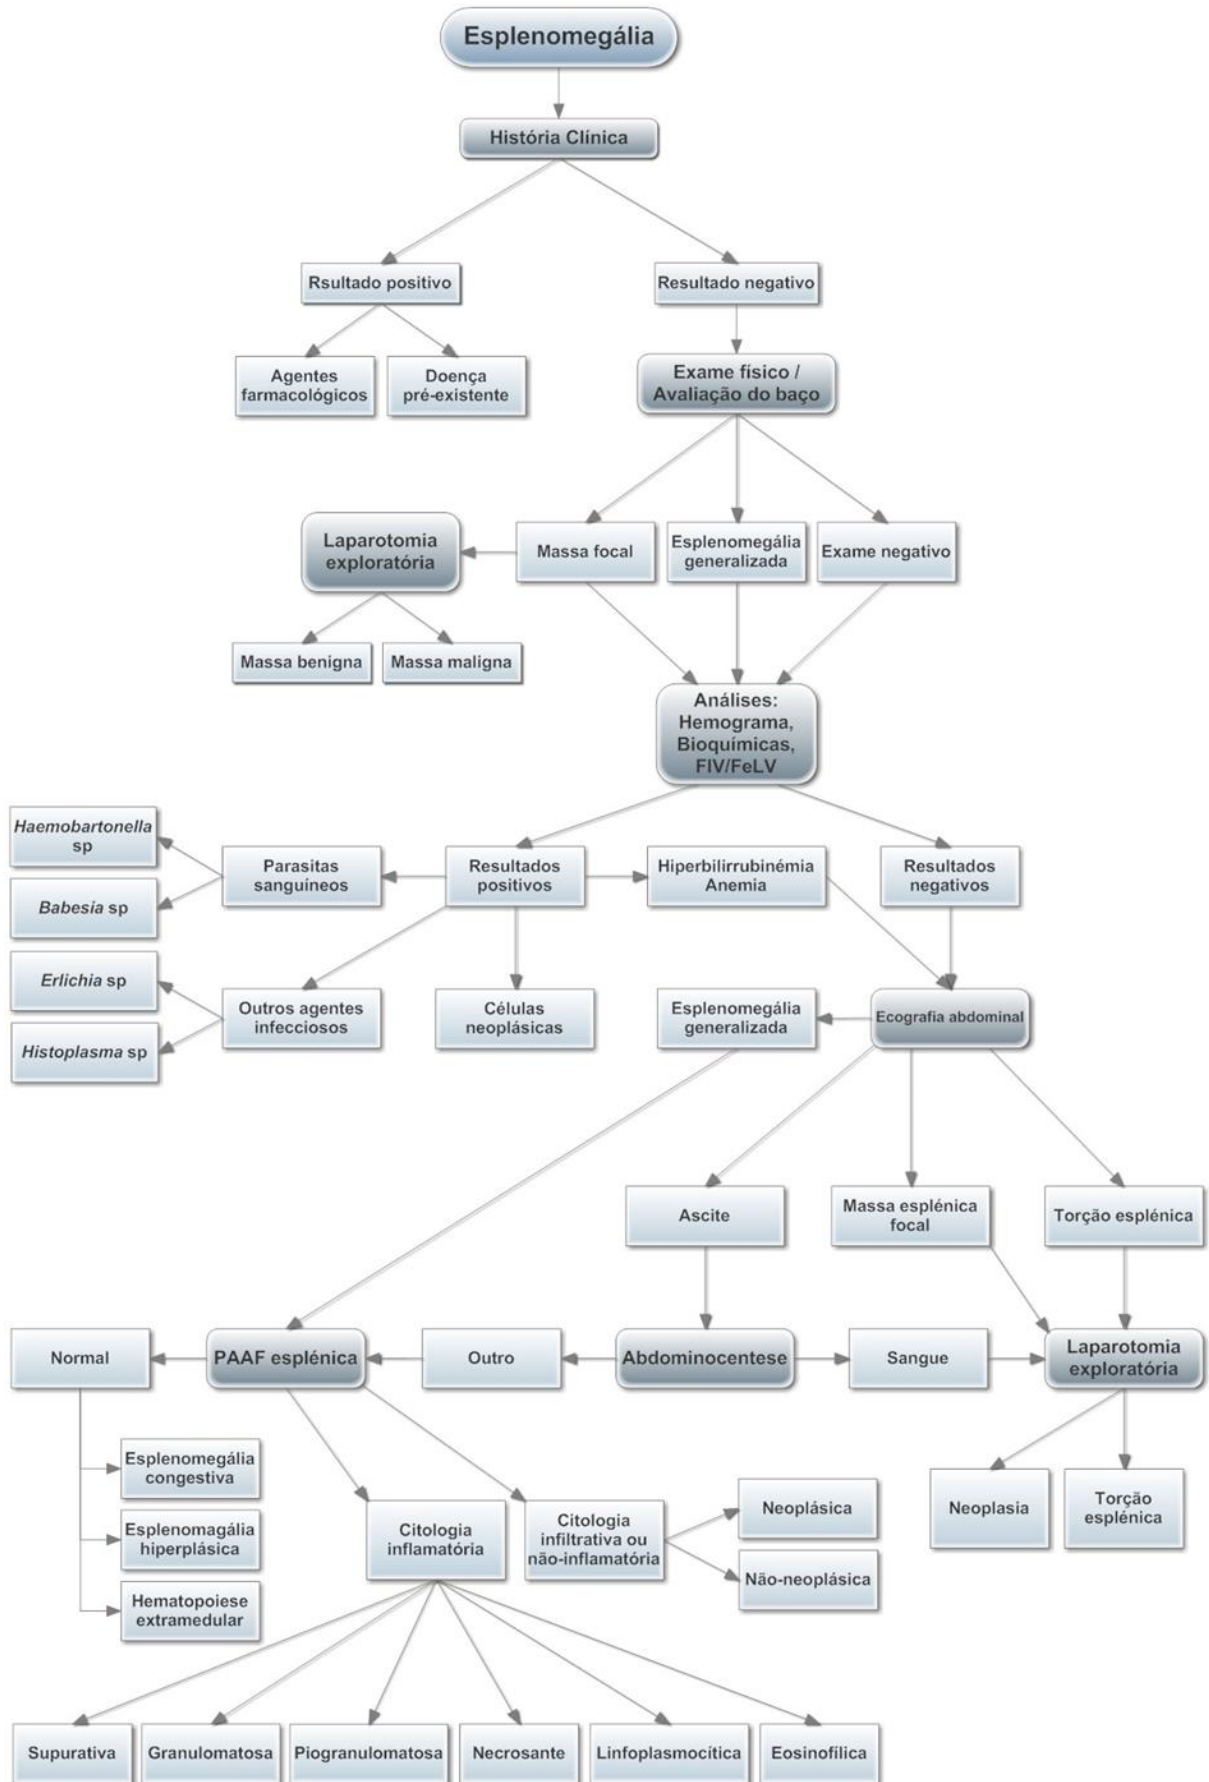 Esplenomegália
História Clínica
Rsultado positivo
Resultado negativo
Agentes
farmacológicos
Doença
pré-existente
Exame físico /
Avaliação do baço
Laparotomia
exploratória
Massa focal
Esplenomegália
generalizada
Exame negativo
Massa benigna
Massa maligna
Análises:
Hemograma,
Bioquímicas,
FIV/FeLV
Haemobartonella
sp
Parasitas
sanguíneos
Resultados
positivos
Hiperbilirrubinémia
Anemia
Resultados
negativos
Babesia sp
Erlichia sp
Outros agentes
infecciosos
Células
neoplásicas
Esplenomegália
generalizada
Ecografia abdominal
Histoplasma sp
Ascite
Massa esplénica
focal
Torção esplénica
Normal
PAAF esplénica
Outro
Abdominocentese
Sangue
Laparotomia
exploratória
Esplenomegália
congestiva
Esplenomagália
hiperplásica
Hematopoiese
extramedular
Citologia
inflamatória
Citologia
infiltrativa ou
não-inflamatória
Neoplásica
Não-neoplásica
Neoplasia
Torção
esplénica
Supurativa
Granulomatosa
Piogranulomatosa
Necrosante
Linfoplasmocítica
Eosinofílica